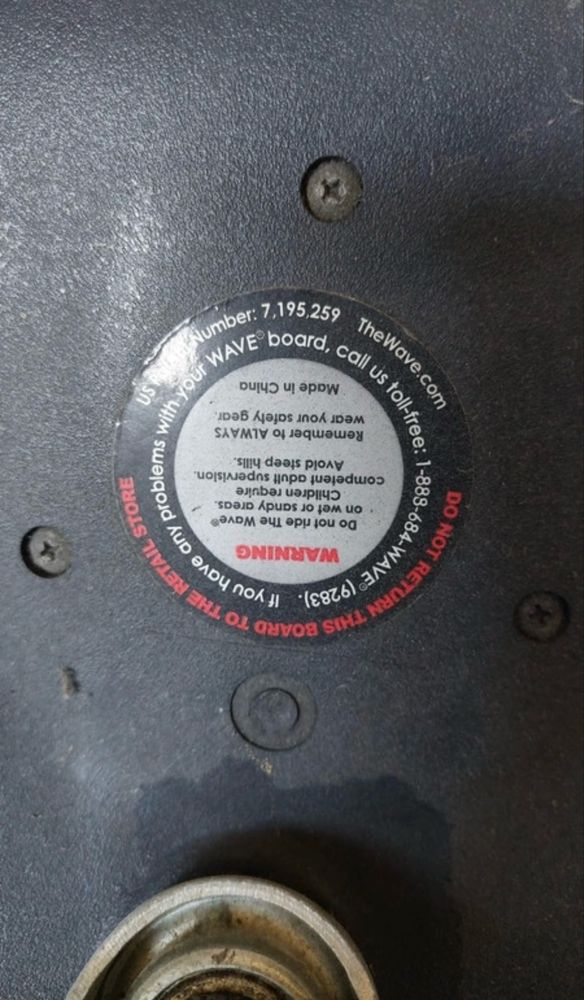 US Number: 7,195,259 TheWave.com
If you have any problems with your WAVE® board, call us toll-free: 1-888-684-WAVE® (9283).
DO NOT RETURN THIS BOARD TO THE RETAIL STORE
WARNING
Do not ride The Wave®
on wet or sandy areas.
Children require
competent adult supervision.
Avoid steep hills.
Remember to ALWAYS
wear your safety gear.
Made in China